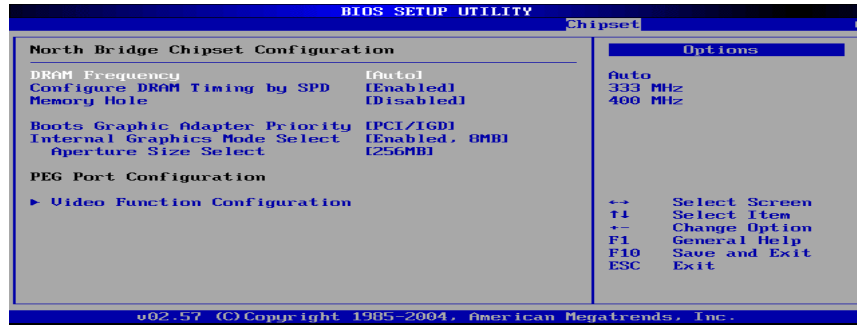 BIOS SETUP UTILITY
Chipset
North Bridge Chipset Configuration
DRAM Frequency [Auto]
Configure DRAM Timing by SPD [Enabled]
Memory Hole [Disabled]
Boots Graphic Adapter Priority [PCI/IGD]
Internal Graphics Mode Select [Enabled, 8MB]
Aperture Size Select [256MB]
PEG Port Configuration
► Video Function Configuration
Options
Auto
333 MHz
400 MHz
←→ Select Screen
↑↓ Select Item
+- Change Option
F1 General Help
F10 Save and Exit
ESC Exit
v02.57 (C)Copyright 1985-2004, American Megatrends, Inc.